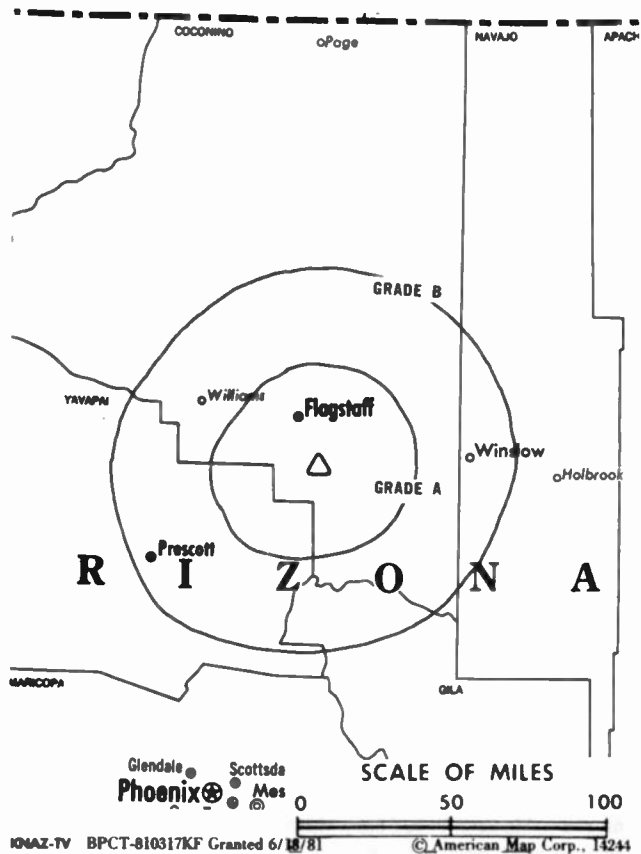 COCONINO
Page
NAVAJO
APACH
GRADE B
YAVAPAI
Williams
Flagstaff
Winslow
GRADE A
Holbrook
Prescott
R I Z O N A
MARICOPA
GILA
Glendale
Scottsda
SCALE OF MILES
Phoenix
Mes
0 50 100
KNAZ-TV BPCT-810317KF Granted 6/18/81
© American Map Corp., 14244